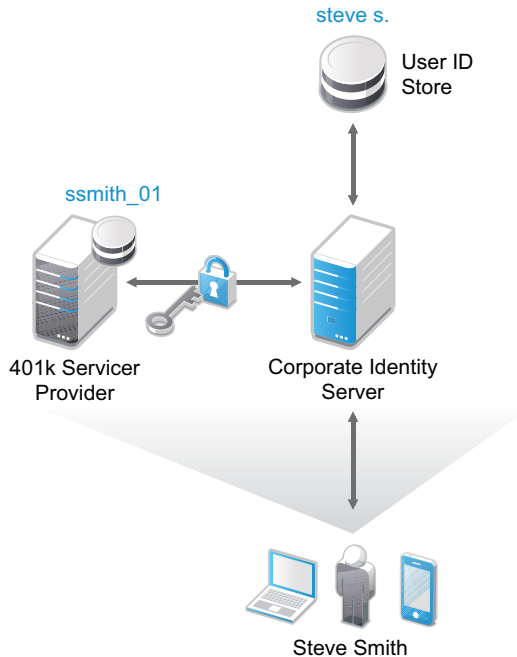 steve s.
User ID
Store
ssmith_01
401k Servicer
Provider
Corporate Identity
Server
Steve Smith